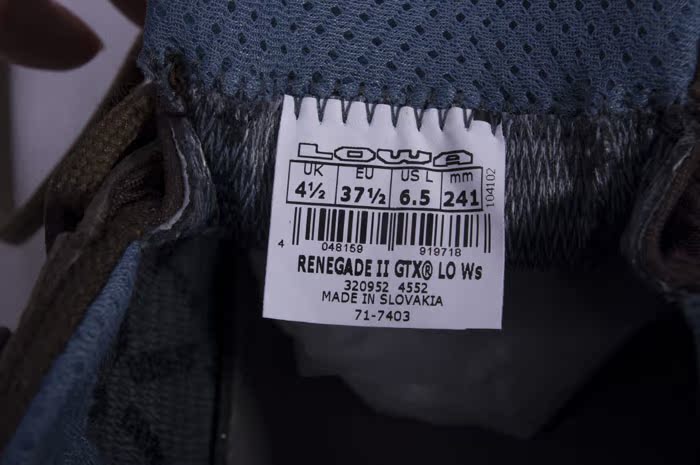 LOWA
UK EU US L mm
4½ 37½ 6.5 241
104102
4 048159 919718
RENEGADE II GTX® LO Ws
320952 4552
MADE IN SLOVAKIA
71-7403